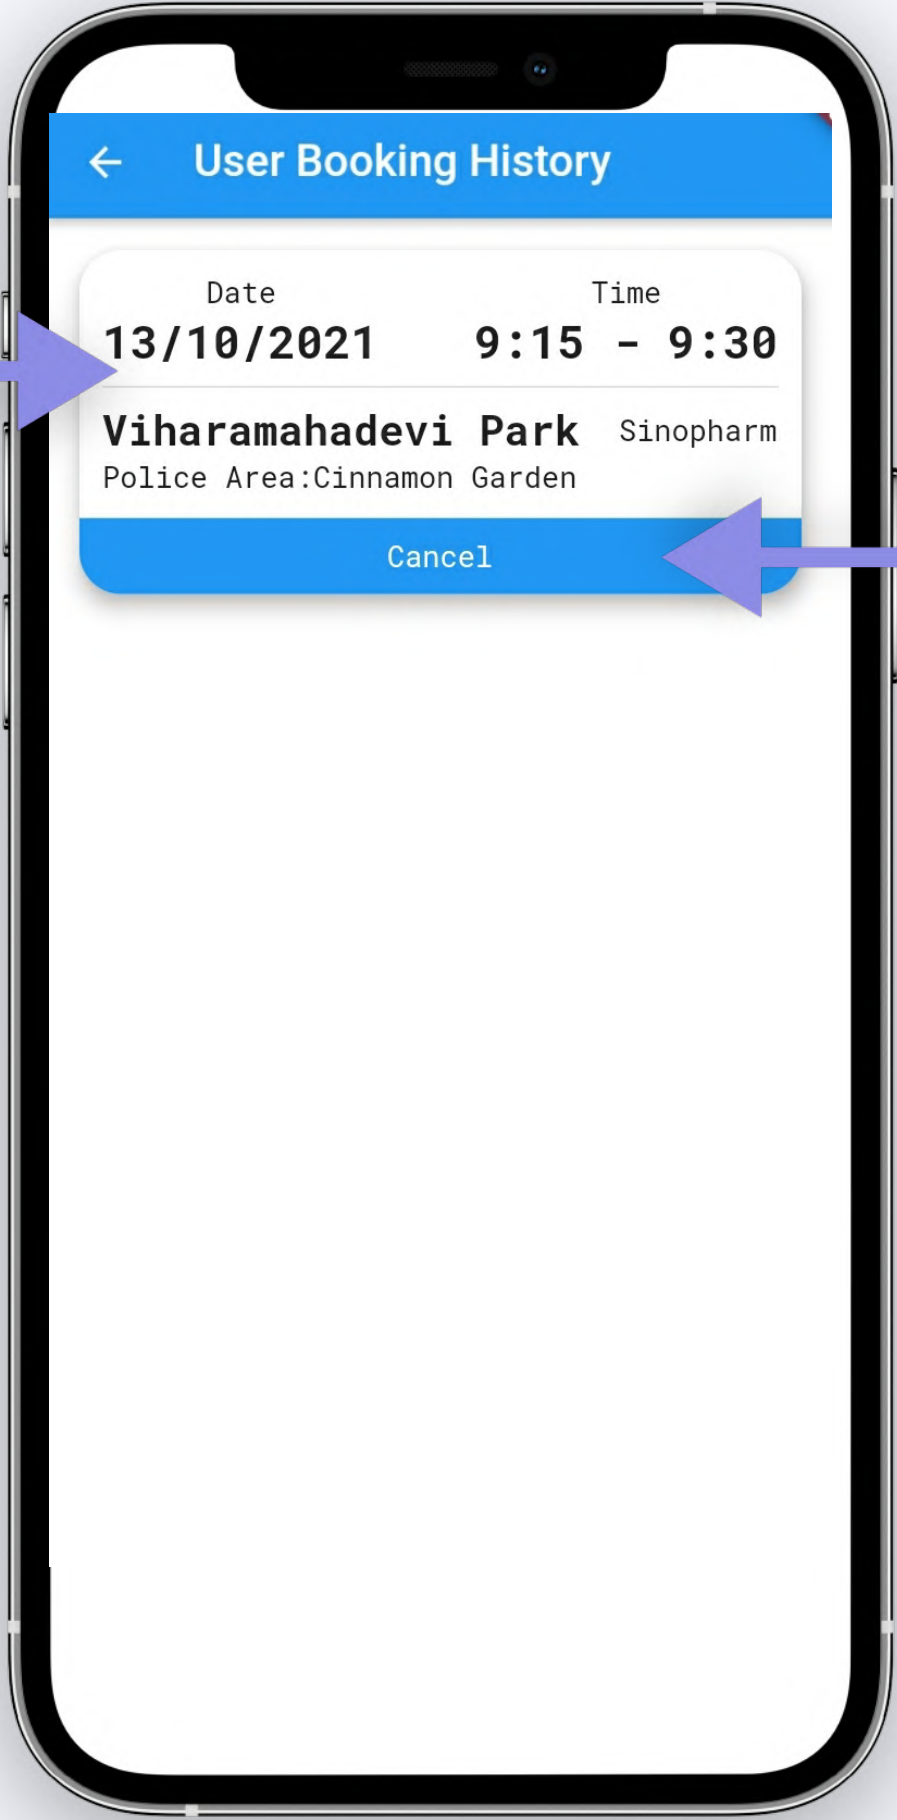 User Booking History
Date Time
13/10/2021 9:15 - 9:30
Viharamahadevi Park Sinopharm
Police Area:Cinnamon Garden
Cancel